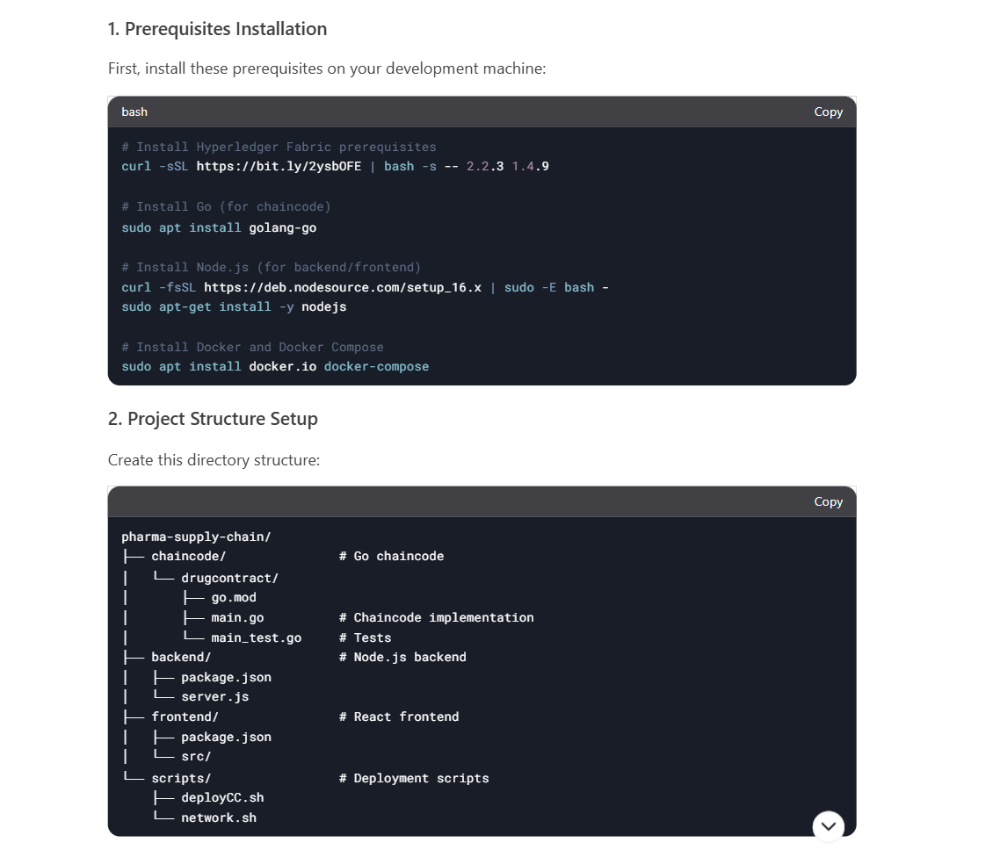 1. Prerequisites Installation
First, install these prerequisites on your development machine:
bash
Copy
# Install Hyperledger Fabric prerequisites
curl -sSL https://bit.ly/2ysbOFE | bash -s -- 2.2.3 1.4.9
# Install Go (for chaincode)
sudo apt install golang-go
# Install Node.js (for backend/frontend)
curl -fsSL https://deb.nodesource.com/setup_16.x | sudo -E bash -
sudo apt-get install -y nodejs
# Install Docker and Docker Compose
sudo apt install docker.io docker-compose
2. Project Structure Setup
Create this directory structure:
Copy
pharma-supply-chain/
├── chaincode/               # Go chaincode
│   └── drugcontract/
│       ├── go.mod
│       ├── main.go          # Chaincode implementation
│       └── main_test.go     # Tests
├── backend/                 # Node.js backend
│   ├── package.json
│   └── server.js
├── frontend/                # React frontend
│   ├── package.json
│   └── src/
└── scripts/                 # Deployment scripts
    ├── deployCC.sh
    └── network.sh